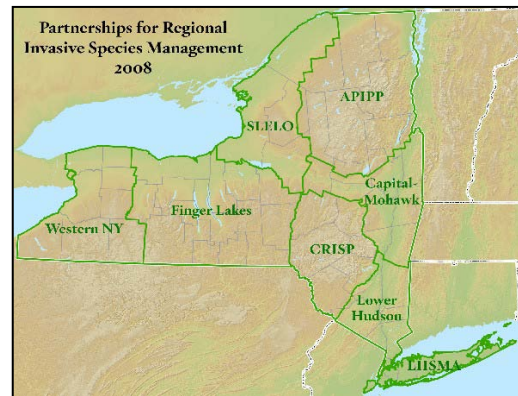 Partnerships for Regional
Invasive Species Management
2008
APIPP
SLELO
Capital-
Mohawk
Finger Lakes
Western NY
CRISP
Lower
Hudson
LIISMA